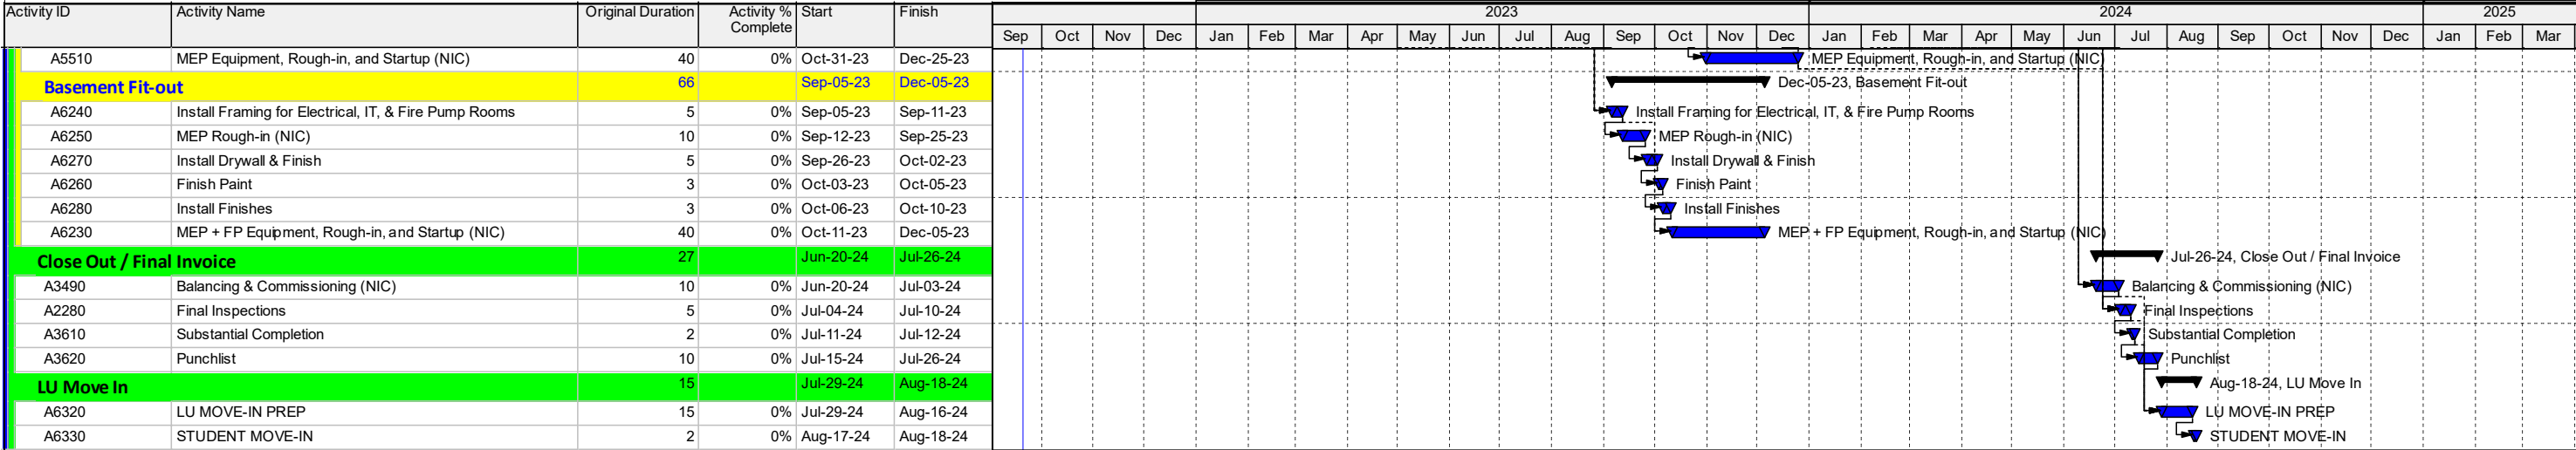 Activity ID Activity Name Original Duration Activity % Complete Start Finish 2023 2024 2025
Sep Oct Nov Dec Jan Feb Mar Apr May Jun Jul Aug Sep Oct Nov Dec Jan Feb Mar Apr May Jun Jul Aug Sep Oct Nov Dec Jan Feb Mar
A5510 MEP Equipment, Rough-in, and Startup (NIC) 40 0% Oct-31-23 Dec-25-23 MEP Equipment, Rough-in, and Startup (NIC)
Basement Fit-out 66 Sep-05-23 Dec-05-23 Dec-05-23, Basement Fit-out
A6240 Install Framing for Electrical, IT, & Fire Pump Rooms 5 0% Sep-05-23 Sep-11-23 Install Framing for Electrical, IT, & Fire Pump Rooms
A6250 MEP Rough-in (NIC) 10 0% Sep-12-23 Sep-25-23 MEP Rough-in (NIC)
A6270 Install Drywall & Finish 5 0% Sep-26-23 Oct-02-23 Install Drywall & Finish
A6260 Finish Paint 3 0% Oct-03-23 Oct-05-23 Finish Paint
A6280 Install Finishes 3 0% Oct-06-23 Oct-10-23 Install Finishes
A6230 MEP + FP Equipment, Rough-in, and Startup (NIC) 40 0% Oct-11-23 Dec-05-23 MEP + FP Equipment, Rough-in, and Startup (NIC)
Close Out / Final Invoice 27 Jun-20-24 Jul-26-24 Jul-26-24, Close Out / Final Invoice
A3490 Balancing & Commissioning (NIC) 10 0% Jun-20-24 Jul-03-24 Balancing & Commissioning (NIC)
A2280 Final Inspections 5 0% Jul-04-24 Jul-10-24 Final Inspections
A3610 Substantial Completion 2 0% Jul-11-24 Jul-12-24 Substantial Completion
A3620 Punchlist 10 0% Jul-15-24 Jul-26-24 Punchlist
LU Move In 15 Jul-29-24 Aug-18-24 Aug-18-24, LU Move In
A6320 LU MOVE-IN PREP 15 0% Jul-29-24 Aug-16-24 LU MOVE-IN PREP
A6330 STUDENT MOVE-IN 2 0% Aug-17-24 Aug-18-24 STUDENT MOVE-IN